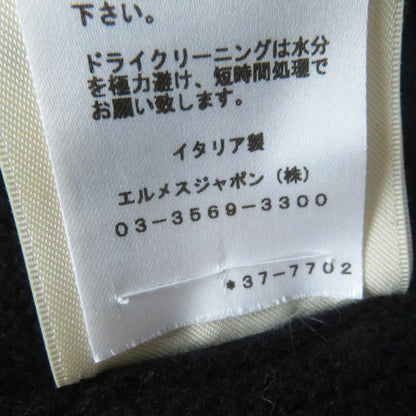 下さい。
ドライクリーニングは水分
を極力避け、短時間処理で
お願い致します。
イタリア製
エルメスジャポン（株）
03-3569-3300
*37-7702